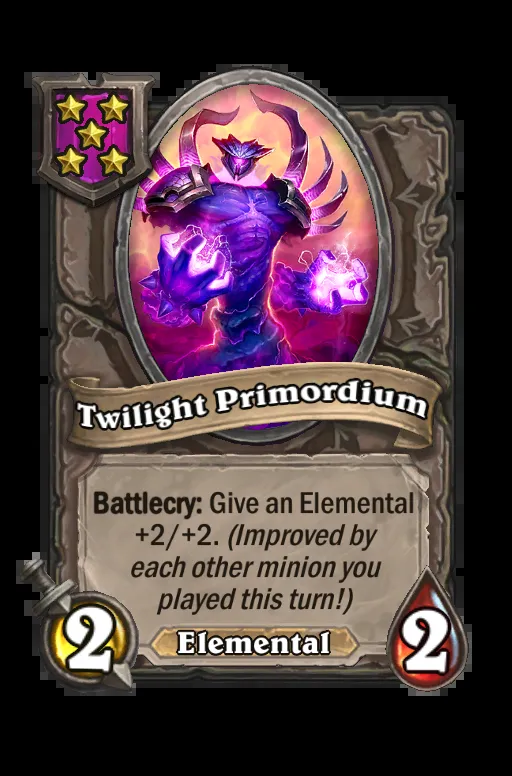 Twilight Primordium
Battlecry: Give an Elemental
+2/+2. (Improved by
each other minion you
played this turn!)
2
Elemental
2